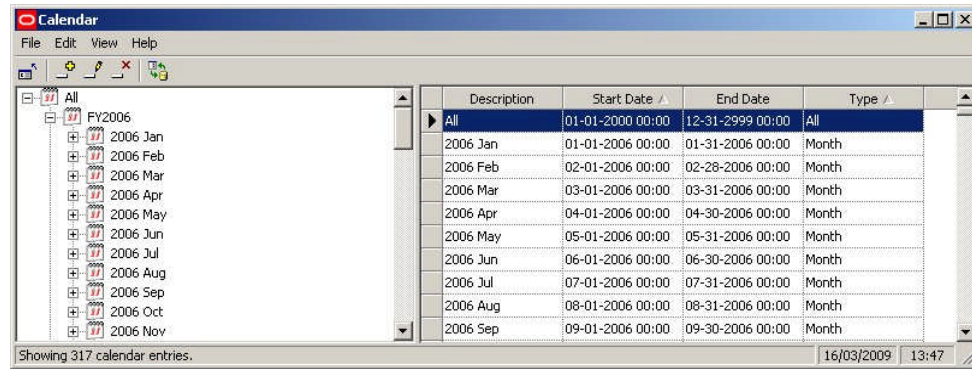 Calendar
File Edit View Help
All
FY2006
2006 Jan
2006 Feb
2006 Mar
2006 Apr
2006 May
2006 Jun
2006 Jul
2006 Aug
2006 Sep
2006 Oct
2006 Nov
Description Start Date End Date Type
All 01-01-2000 00:00 12-31-2999 00:00 All
2006 Jan 01-01-2006 00:00 01-31-2006 00:00 Month
2006 Feb 02-01-2006 00:00 02-28-2006 00:00 Month
2006 Mar 03-01-2006 00:00 03-31-2006 00:00 Month
2006 Apr 04-01-2006 00:00 04-30-2006 00:00 Month
2006 May 05-01-2006 00:00 05-31-2006 00:00 Month
2006 Jun 06-01-2006 00:00 06-30-2006 00:00 Month
2006 Jul 07-01-2006 00:00 07-31-2006 00:00 Month
2006 Aug 08-01-2006 00:00 08-31-2006 00:00 Month
2006 Sep 09-01-2006 00:00 09-30-2006 00:00 Month
Showing 317 calendar entries. 16/03/2009 13:47